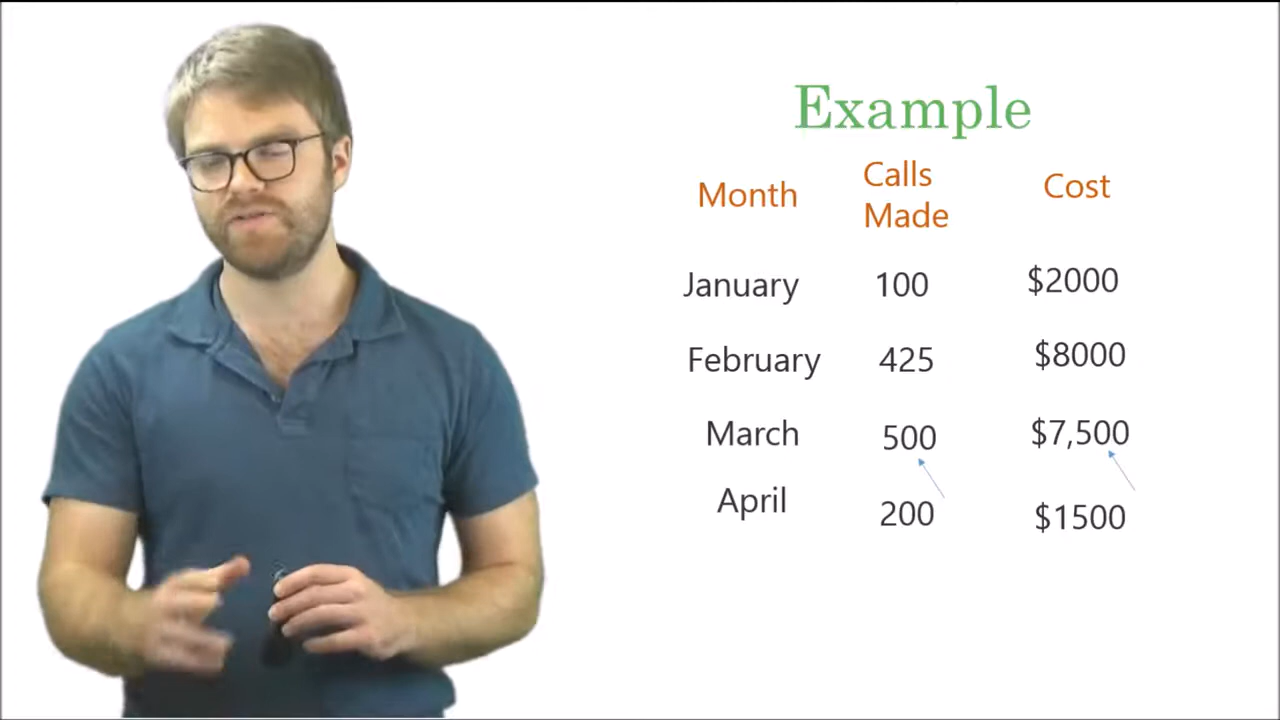 Example
Month Calls Made Cost
January 100 $2000
February 425 $8000
March 500 $7,500
April 200 $1500